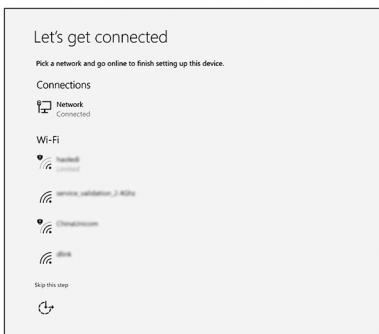 Let's get connected
Pick a network and go online to finish setting up this device.
Connections
Network
Connected
Wi-Fi
Limited
service_validation_2.4Ghz
ChinaUnicom
dlink
Skip this step